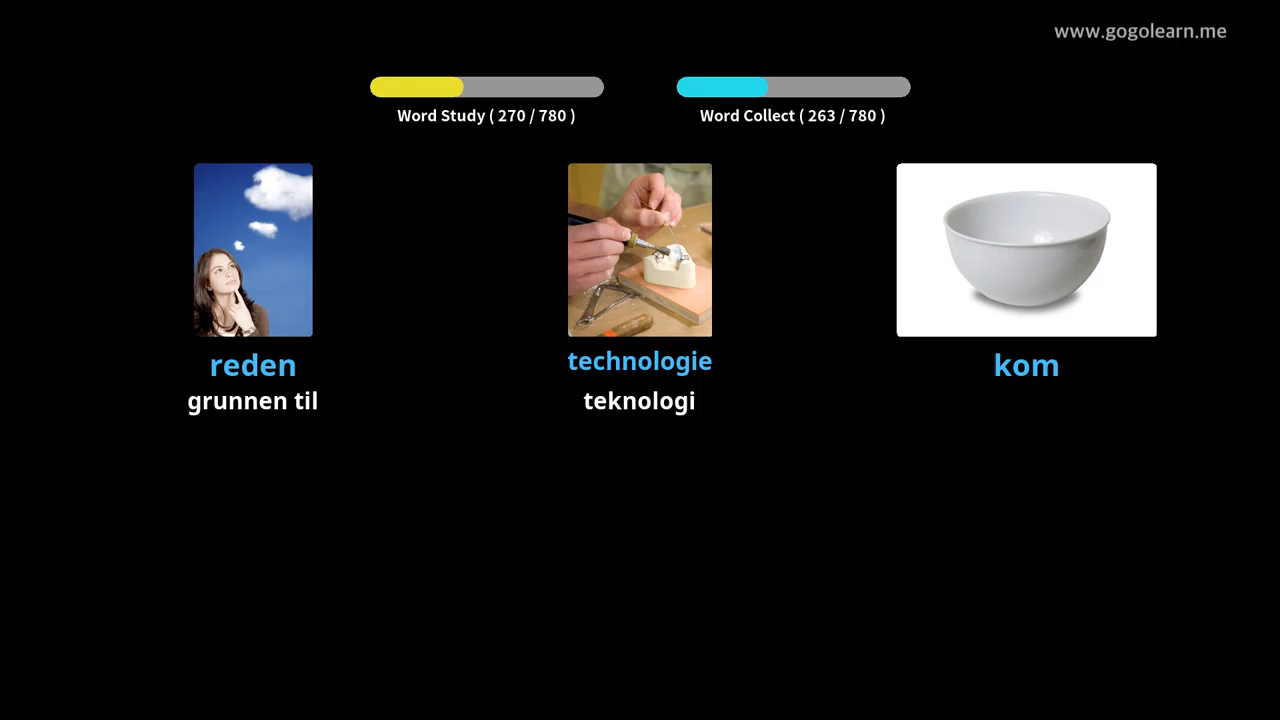 www.gogolearn.me
Word Study ( 270 / 780 )
Word Collect ( 263 / 780 )
reden
grunnen til
technologie
teknologi
kom